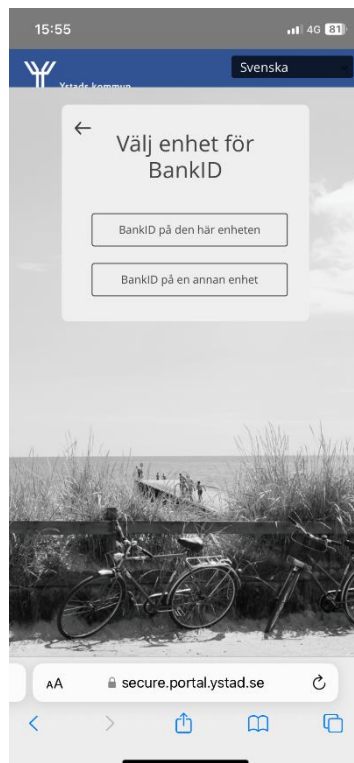 15:55
4G 81
Svenska
Ystads kommun
←
Välj enhet för
BankID
BankID på den här enheten
BankID på en annan enhet
AA
secure.portal.ystad.se